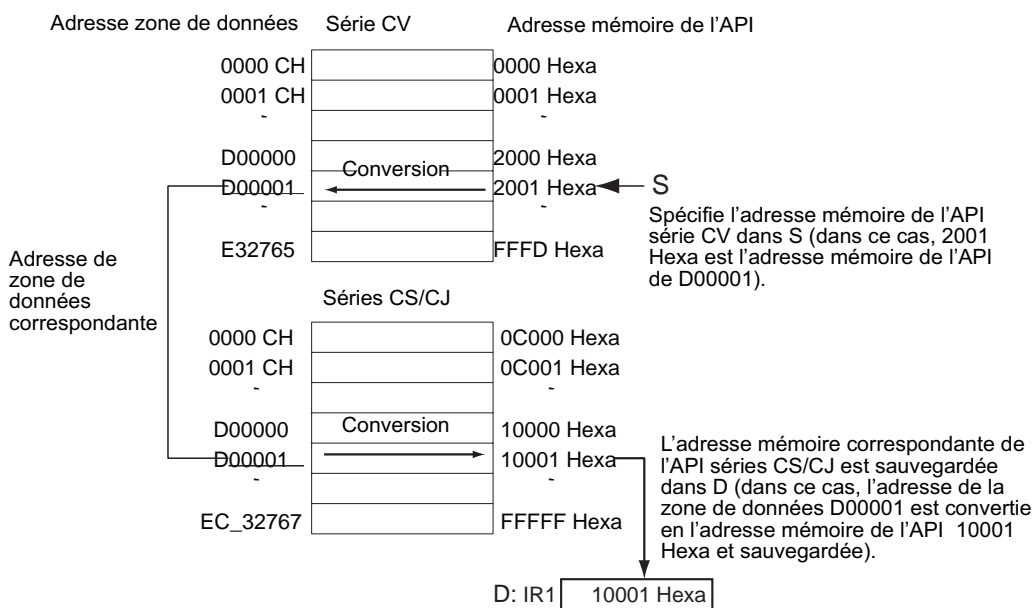 Adresse zone de données Série CV Adresse mémoire de l'API
0000 CH 0000 Hexa
0001 CH 0001 Hexa
D00000 2000 Hexa
Conversion
D00001 2001 Hexa S
Spécifie l'adresse mémoire de l'API
série CV dans S (dans ce cas, 2001
Hexa est l'adresse mémoire de l'API
de D00001).
E32765 FFFD Hexa
Adresse de
zone de
données
correspondante
Séries CS/CJ
0000 CH 0C000 Hexa
0001 CH 0C001 Hexa
D00000 Conversion 10000 Hexa
D00001 10001 Hexa
EC_32767 FFFFF Hexa
L'adresse mémoire correspondante de
l'API séries CS/CJ est sauvegardée
dans D (dans ce cas, l'adresse de la
zone de données D00001 est convertie
en l'adresse mémoire de l'API 10001
Hexa et sauvegardée).
D: IR1 10001 Hexa